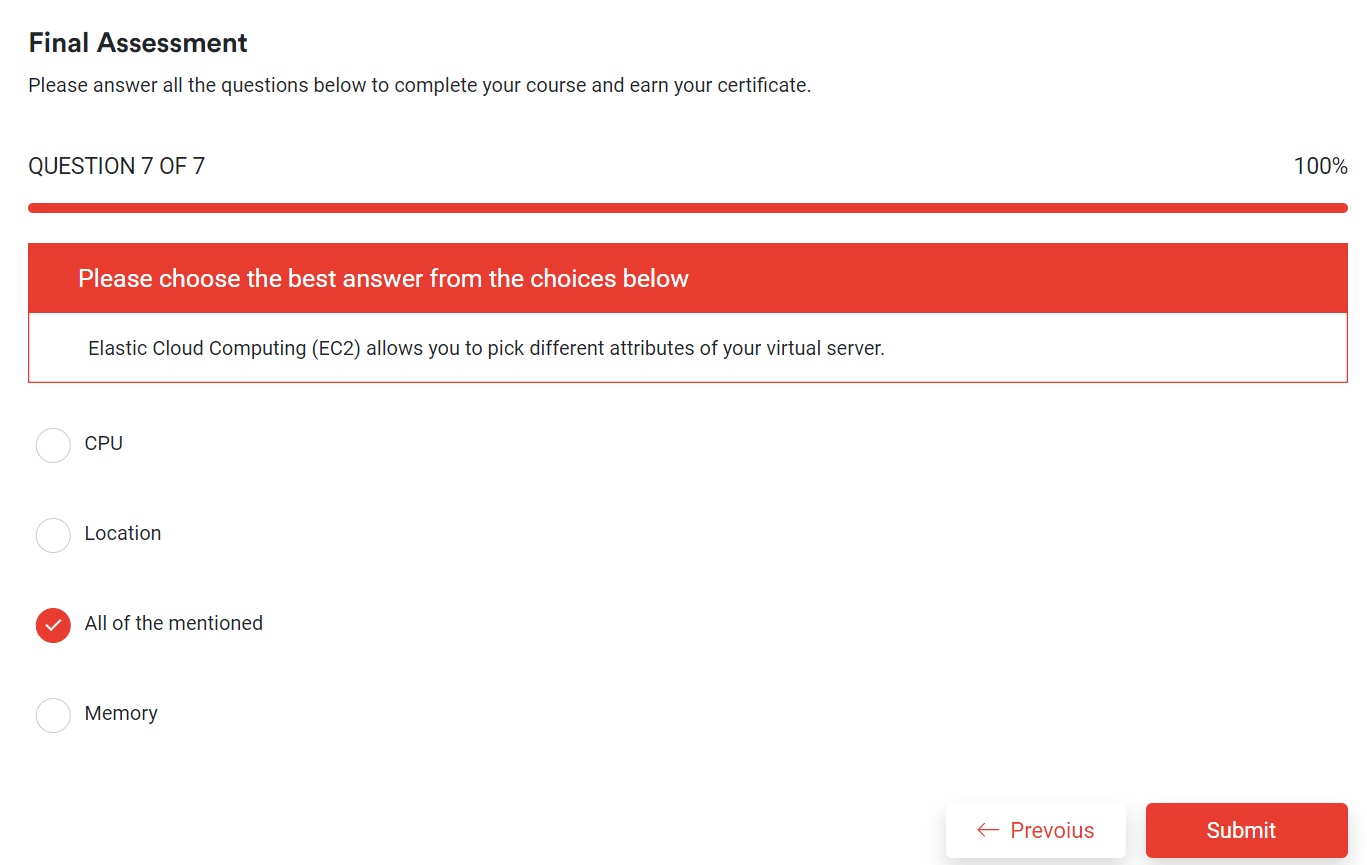 Final Assessment
Please answer all the questions below to complete your course and earn your certificate.
QUESTION 7 OF 7
100%
Please choose the best answer from the choices below
Elastic Cloud Computing (EC2) allows you to pick different attributes of your virtual server.
CPU
Location
All of the mentioned
Memory
← Prevoius
Submit